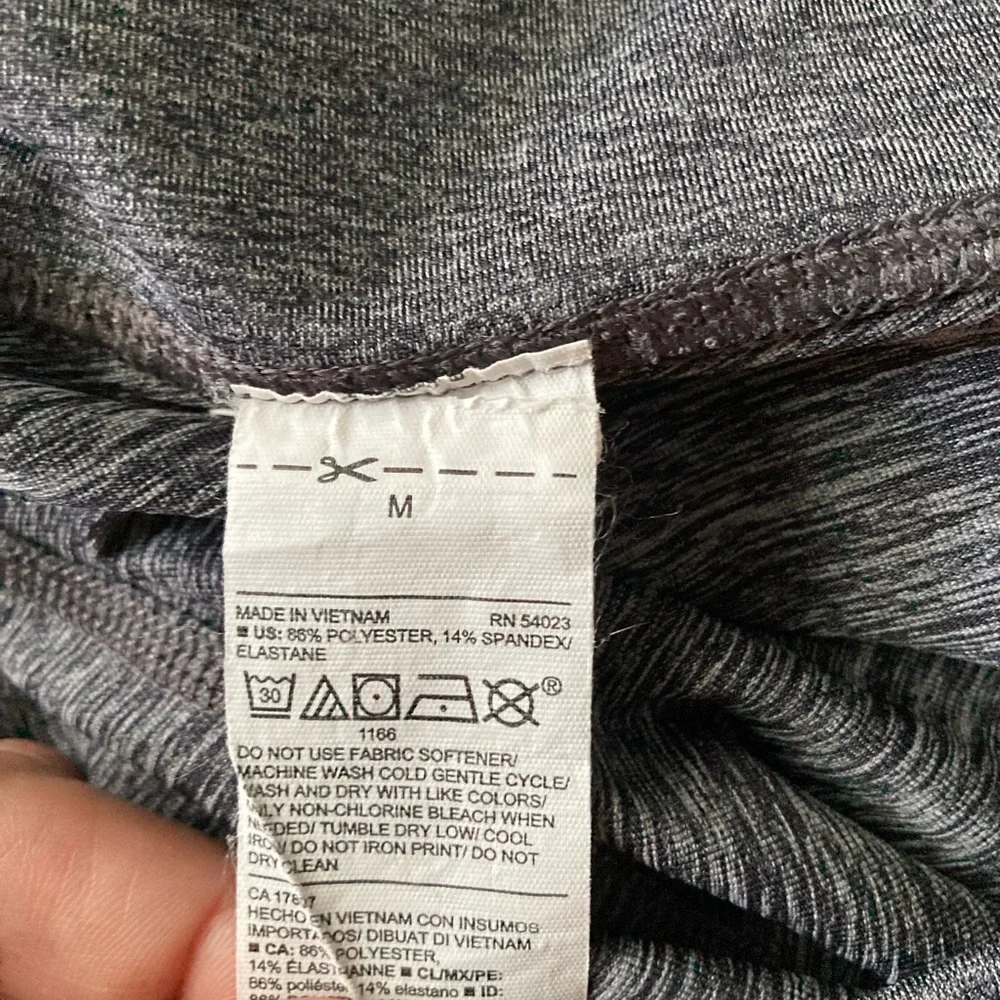 M
MADE IN VIETNAM RN 54023
US: 86% POLYESTER, 14% SPANDEX/
ELASTANE
30 ®
1166
DO NOT USE FABRIC SOFTENER/
MACHINE WASH COLD GENTLE CYCLE/
WASH AND DRY WITH LIKE COLORS/
ONLY NON-CHLORINE BLEACH WHEN
NEEDED/ TUMBLE DRY LOW/ COOL
IRON/ DO NOT IRON PRINT/ DO NOT
DRY CLEAN
CA
HECHO EN VIETNAM CON INSUMOS
IMPORTADOS/ DIBUAT DI VIETNAM
CA: 86% POLYESTER,
14% ÉLASTHANNE CL/MX/PE:
86% poliéster, 14% elastano ID: